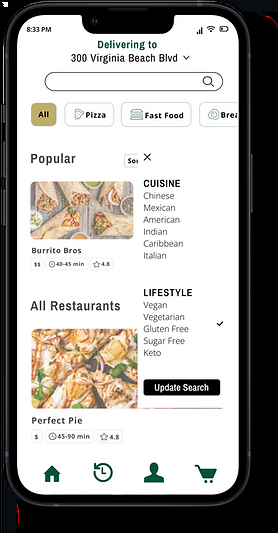 8:33 PM
Delivering to
300 Virginia Beach Blvd
All
Pizza
Fast Food
Brea
Popular
So
CUISINE
Chinese
Mexican
American
Indian
Caribbean
Italian
Burrito Bros
$$
40-45 min
4.8
LIFESTYLE
Vegan
Vegetarian
Gluten Free
Sugar Free
Keto
All Restaurants
Update Search
Perfect Pie
$
45-90 min
4.8